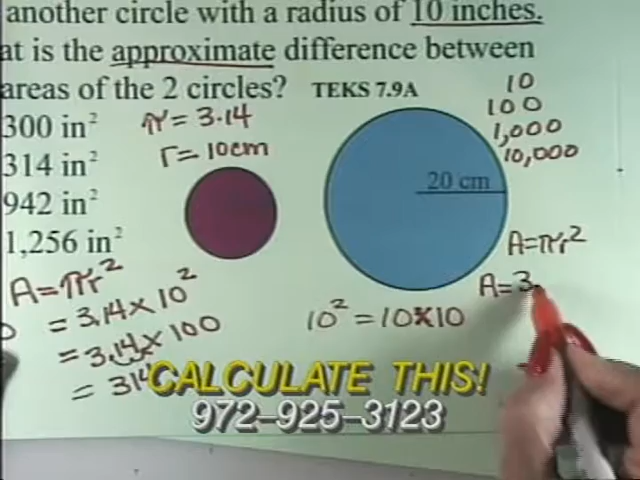 another circle with a radius of 10 inches.
at is the approximate difference between
areas of the 2 circles? TEKS 7.9A
300 in²
314 in²
942 in²
1,256 in²
π = 3.14
r = 10cm
10
100
1,000
10,000
20 cm
A=πr²
= 3.14 x 10²
= 3.14 x 100
= 314
10² = 10x10
A=πr²
A=3.
CALCULATE THIS!
972-925-3123